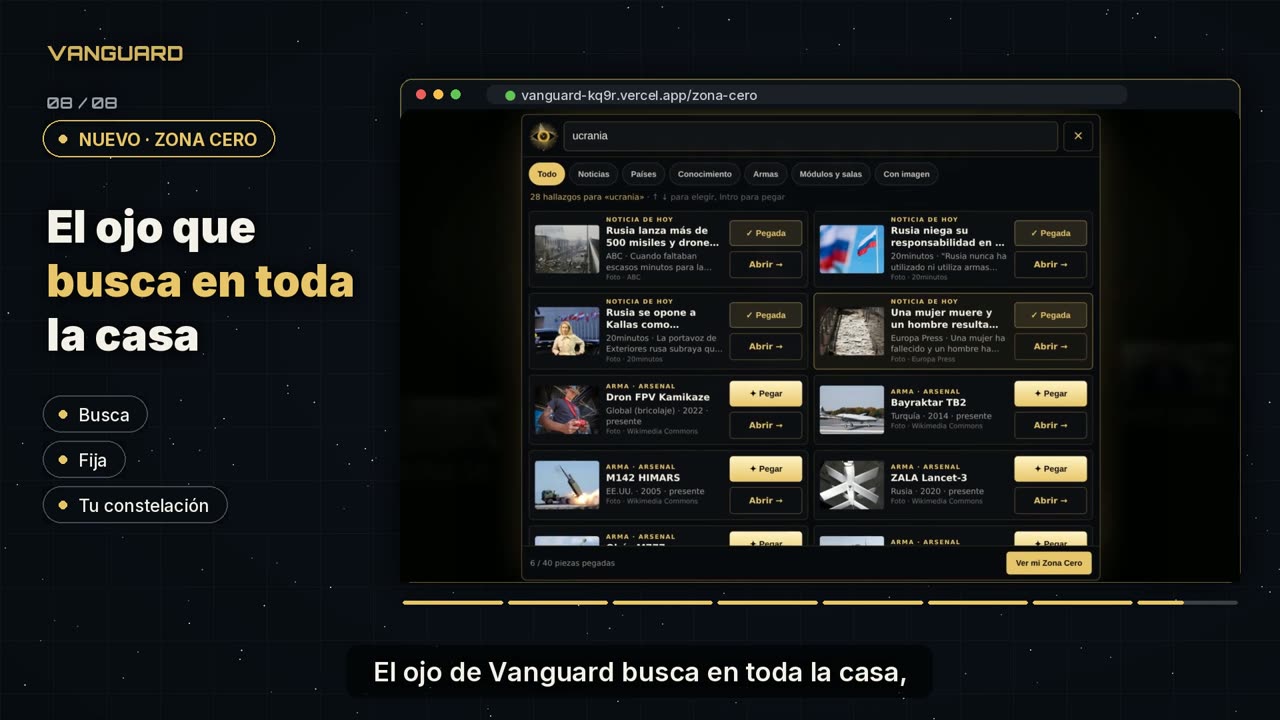 VANGUARD
08 / 08
NUEVO · ZONA CERO
El ojo que
busca en toda
la casa
Busca
Fija
Tu constelación
vanguard-kq9r.vercel.app/zona-cero
ucrania
Todo
Noticias
Países
Conocimiento
Armas
Módulos y salas
Con imagen
28 hallazgos para «ucrania» · ↑ ↓ para elegir, Intro para pegar
NOTICIA DE HOY
Rusia lanza más de
500 misiles y drone...
ABC · Cuando faltaban
escasos minutos para la...
Foto · ABC
✓ Pegada
Abrir →
NOTICIA DE HOY
Rusia niega su
responsabilidad en ...
20minutos · "Rusia nunca ha
utilizado ni utiliza armas...
Foto · 20minutos
✓ Pegada
Abrir →
NOTICIA DE HOY
Rusia se opone a
Kallas como...
20minutos · La portavoz de
Exteriores rusa subraya qu...
Foto · 20minutos
✓ Pegada
Abrir →
NOTICIA DE HOY
Una mujer muere y
un hombre resulta...
Europa Press · Una mujer ha
fallecido y un hombre ha...
Foto · Europa Press
✓ Pegada
Abrir →
ARMA · ARSENAL
Dron FPV Kamikaze
Global (bricolaje) · 2022 ·
presente
Foto · Wikimedia Commons
✦ Pegar
Abrir →
ARMA · ARSENAL
Bayraktar TB2
Turquía · 2014 · presente
Foto · Wikimedia Commons
✦ Pegar
Abrir →
ARMA · ARSENAL
M142 HIMARS
EE.UU. · 2005 · presente
Foto · Wikimedia Commons
✦ Pegar
Abrir →
ARMA · ARSENAL
ZALA Lancet-3
Rusia · 2020 · presente
Foto · Wikimedia Commons
✦ Pegar
Abrir →
ARMA · ARSENAL
✦ Pegar
ARMA · ARSENAL
✦ Pegar
6 / 40 piezas pegadas
Ver mi Zona Cero
El ojo de Vanguard busca en toda la casa,